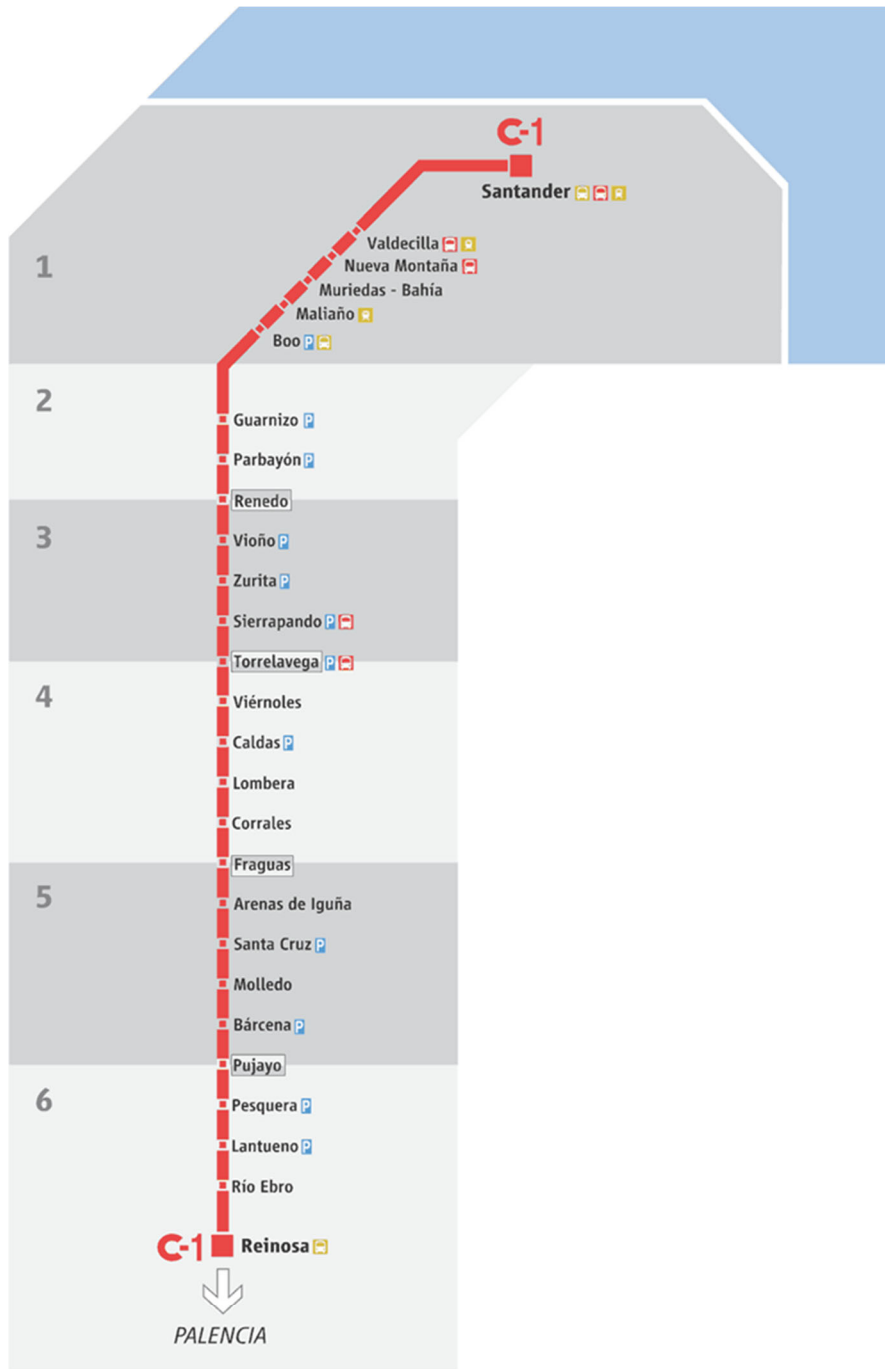 C-1
Santander
Valdecilla
1
Nueva Montaña
Muriedas - Bahía
Maliaño
Boo P
2
Guarnizo P
Parbayón P
Renedo
3
Vioño P
Zurita P
Sierrapando P
Torrelavega P
4
Viérnoles
Caldas P
Lombera
Corrales
Fraguas
5
Arenas de Iguña
Santa Cruz P
Molledo
Bárcena P
Pujayo
6
Pesquera P
Lantueno P
Río Ebro
C-1 Reinosa
PALENCIA